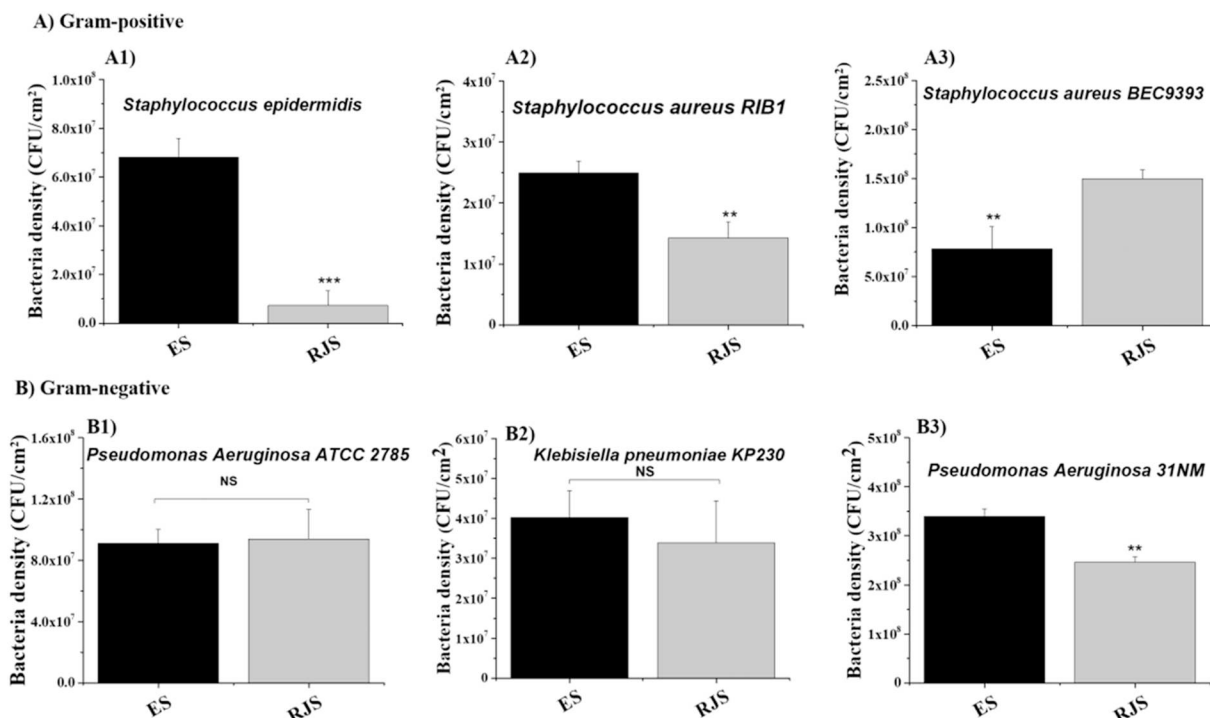 A) Gram-positive
A1)
Staphylococcus epidermidis
Bacteria density (CFU/cm²)
1.0x10⁸
8.0x10⁷
6.0x10⁷
4.0x10⁷
2.0x10⁷
0.0
***
ES
RJS
A2)
Staphylococcus aureus RIB1
Bacteria density (CFU/cm²)
4x10⁷
3x10⁷
2x10⁷
1x10⁷
0
**
ES
RJS
A3)
Staphylococcus aureus BEC9393
Bacteria density (CFU/cm²)
2.5x10⁸
2.0x10⁸
1.5x10⁸
1.0x10⁸
5.0x10⁷
0.0
**
ES
RJS
B) Gram-negative
B1)
Pseudomonas Aeruginosa ATCC 2785
NS
Bacteria density (CFU/cm²)
1.6x10⁸
1.2x10⁸
8.0x10⁷
4.0x10⁷
0.0
ES
RJS
B2)
Klebisiella pneumoniae KP230
NS
Bacteria density (CFU/cm²)
6x10⁷
5x10⁷
4x10⁷
3x10⁷
2x10⁷
1x10⁷
0
ES
RJS
B3)
Pseudomonas Aeruginosa 31NM
Bacteria density (CFU/cm²)
5x10⁸
4x10⁸
3x10⁸
2x10⁸
1x10⁸
0
**
ES
RJS